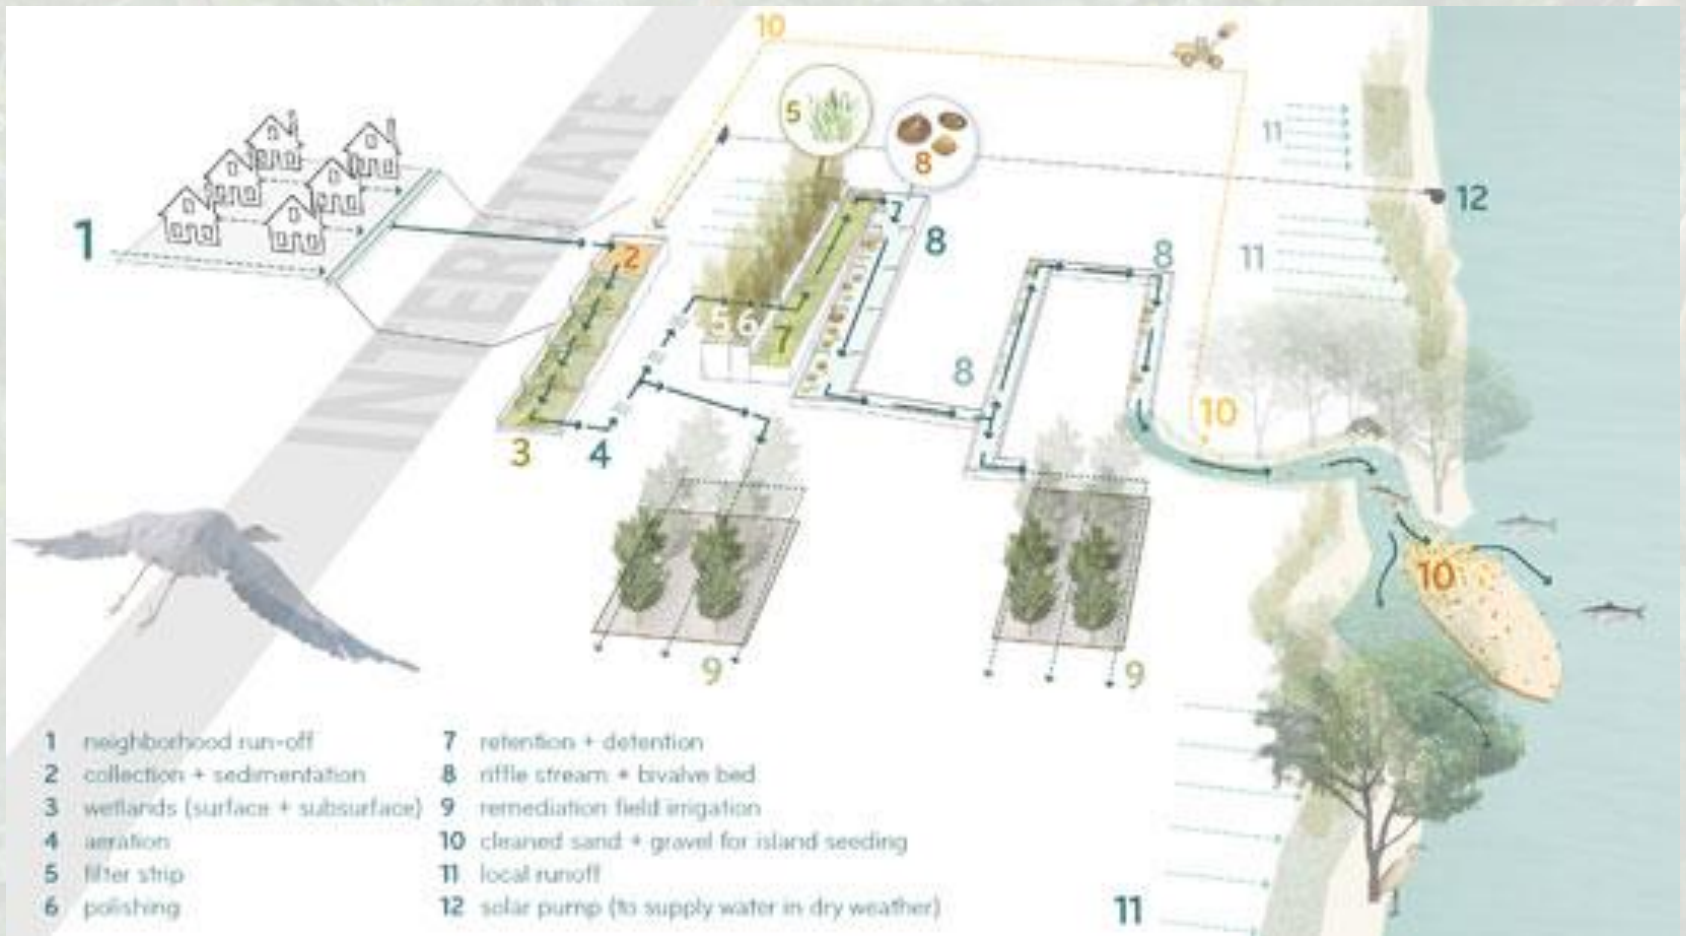 10
5
8
11
12
1
INTERSTATE
2
8
8
11
5 6
7
8
10
3
4
10
9
9
1 neighborhood run-off
2 collection + sedimentation
3 wetlands (surface + subsurface)
4 aeration
5 filter strip
6 polishing
7 retention + detention
8 riffle stream + bivalve bed
9 remediation field irrigation
10 cleaned sand + gravel for island seeding
11 local runoff
12 solar pump (to supply water in dry weather)
11